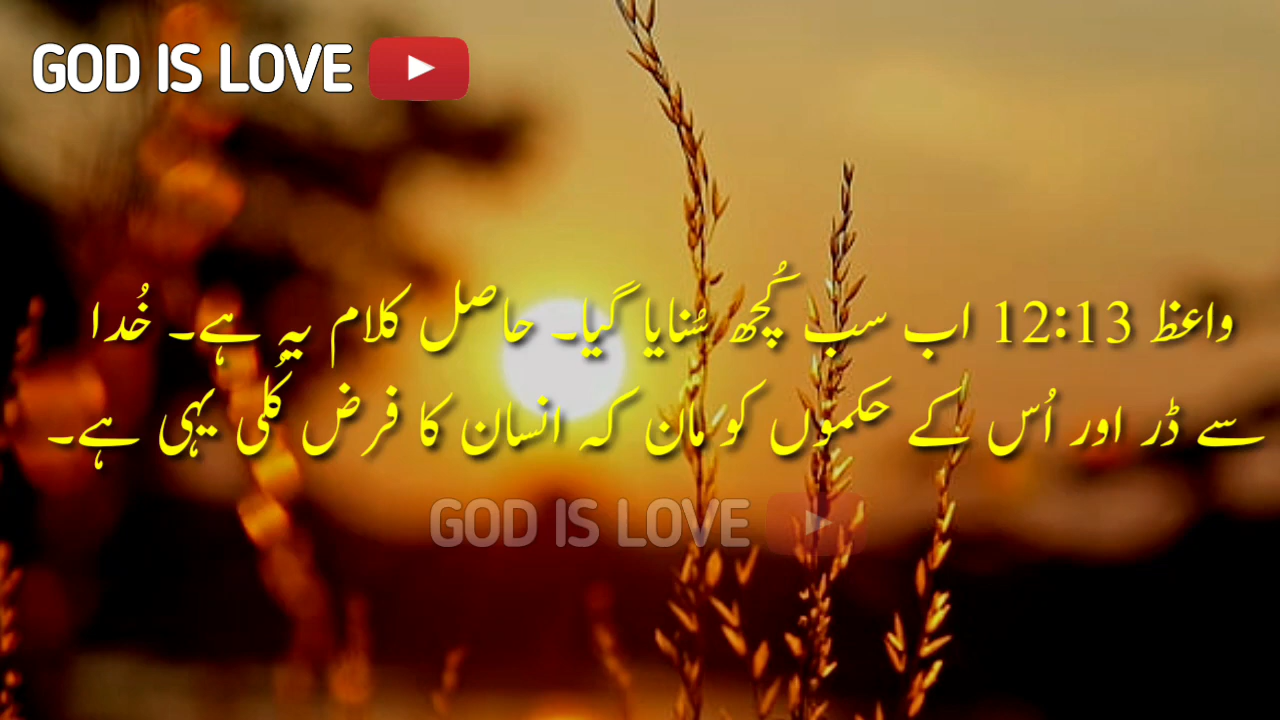 GOD IS LOVE
واعظ 12:13 اب سب کُچھ سُنایا گیا۔ حاصل کلام یہ ہے۔ خُدا
سے ڈر اور اُس کے حکموں کو مان کہ انسان کا فرض کُلی یہی ہے۔
GOD IS LOVE